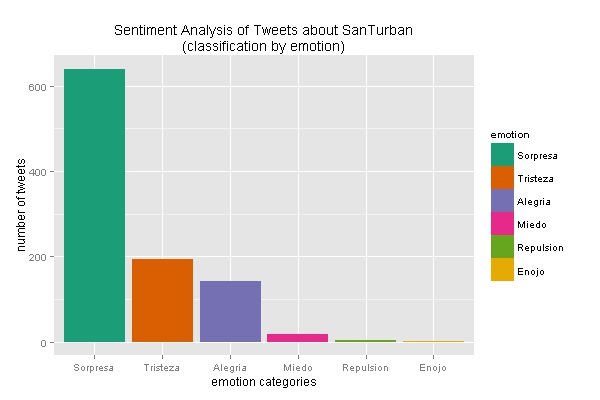 Sentiment Analysis of Tweets about SanTurban
(classification by emotion)
number of tweets
600
400
200
0
Sorpresa
Tristeza
Alegria
Miedo
Repulsion
Enojo
emotion categories
emotion
Sorpresa
Tristeza
Alegria
Miedo
Repulsion
Enojo